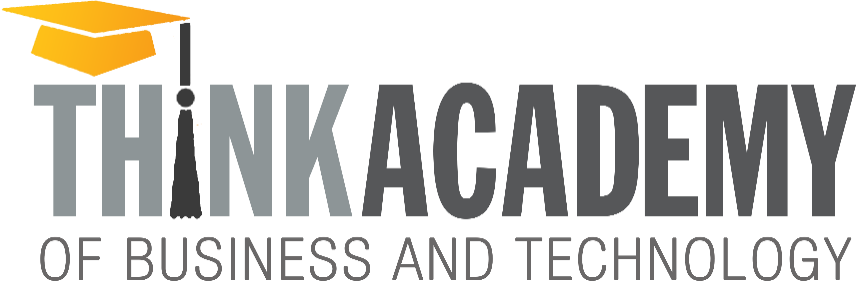 THINKACADEMY
OF BUSINESS AND TECHNOLOGY